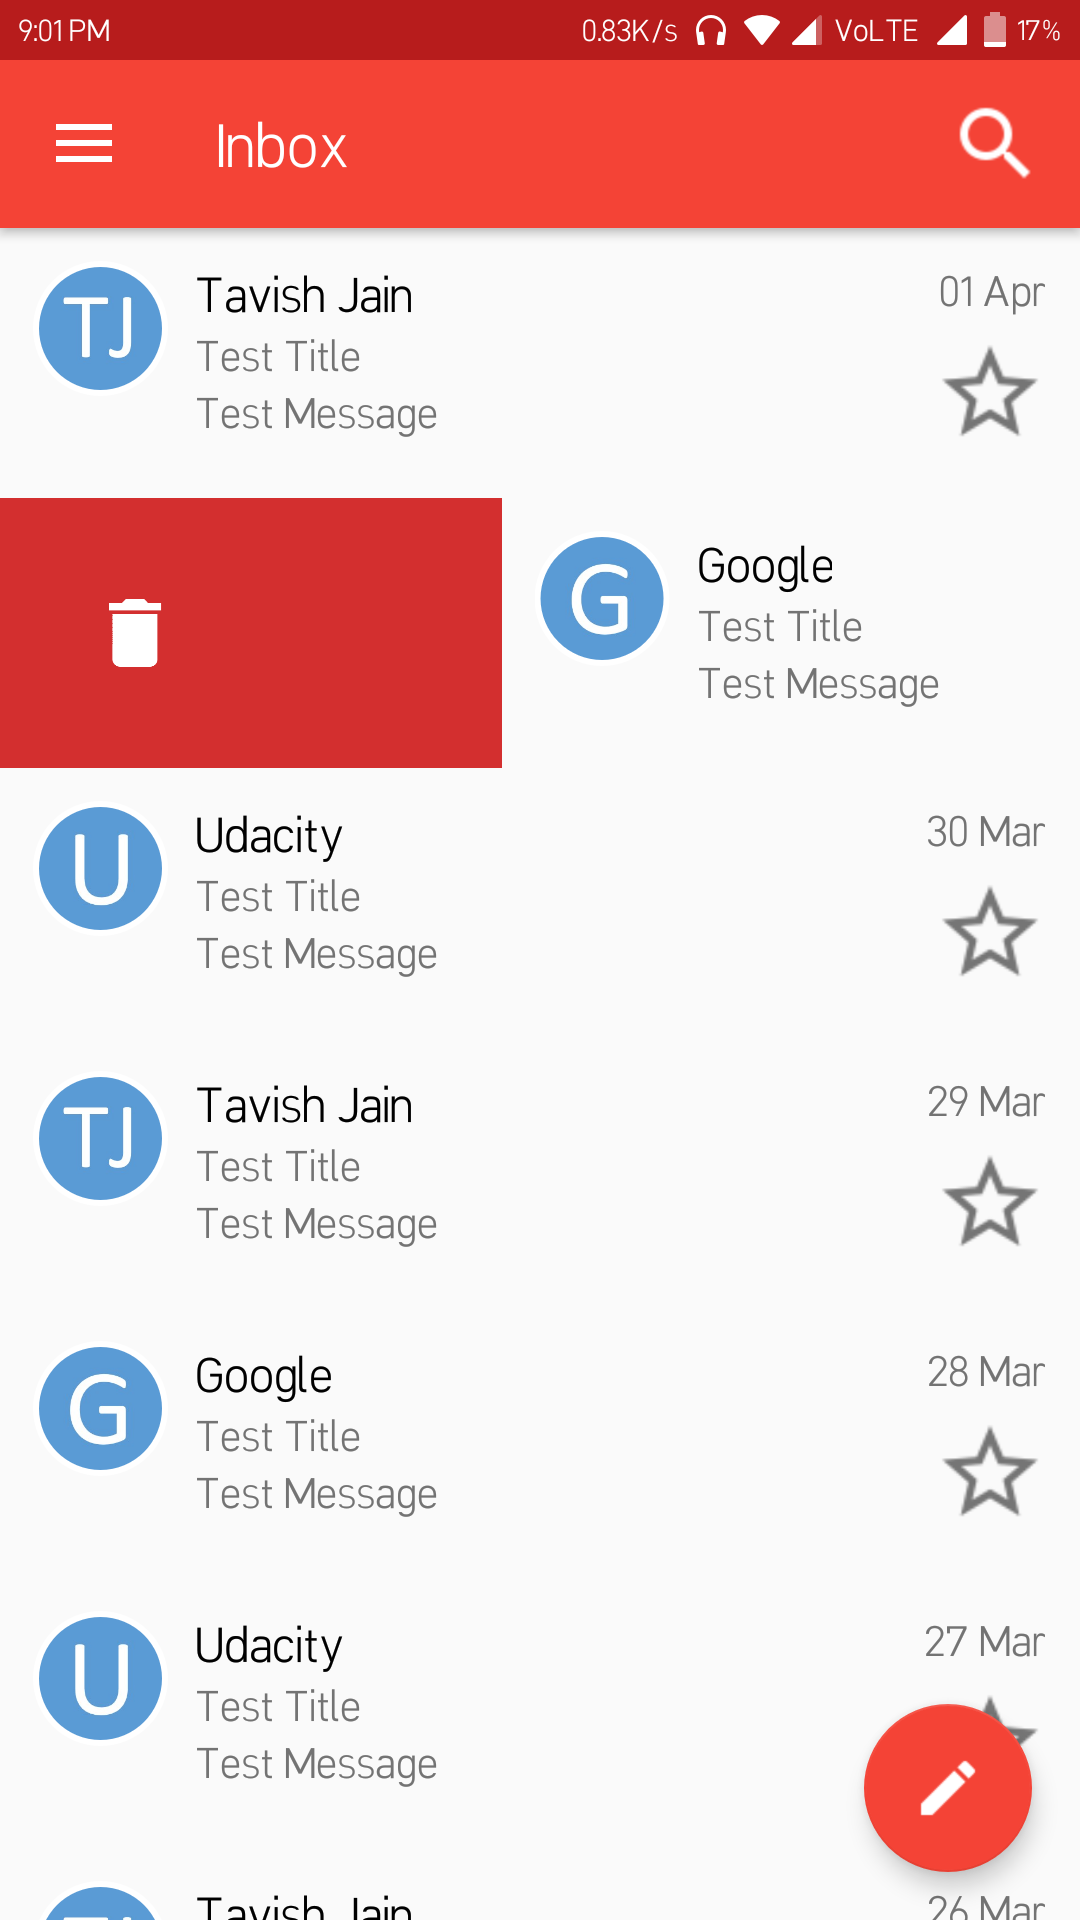 9:01 PM 0.83K/s VoLTE 17%
Inbox
TJ Tavish Jain 01 Apr
Test Title
Test Message
G Google
Test Title
Test Message
U Udacity 30 Mar
Test Title
Test Message
TJ Tavish Jain 29 Mar
Test Title
Test Message
G Google 28 Mar
Test Title
Test Message
U Udacity 27 Mar
Test Title
Test Message
TJ Tavish Jain 26 Mar